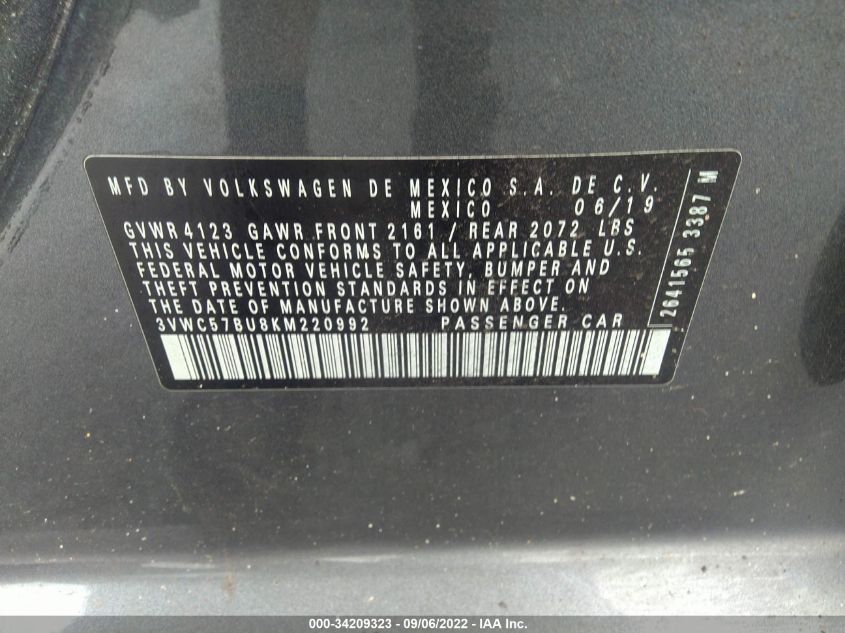 MFD BY VOLKSWAGEN DE MEXICO S.A. DE C.V.
MEXICO 06/19
GVWR 4123 GAWR FRONT 2161 / REAR 2072 LBS
THIS VEHICLE CONFORMS TO ALL APPLICABLE U.S.
FEDERAL MOTOR VEHICLE SAFETY, BUMPER AND
THEFT PREVENTION STANDARDS IN EFFECT ON
THE DATE OF MANUFACTURE SHOWN ABOVE.
3VWC57BU8KM220992 PASSENGER CAR
2641565 3387 M
000-34209323 - 09/06/2022 - IAA Inc.